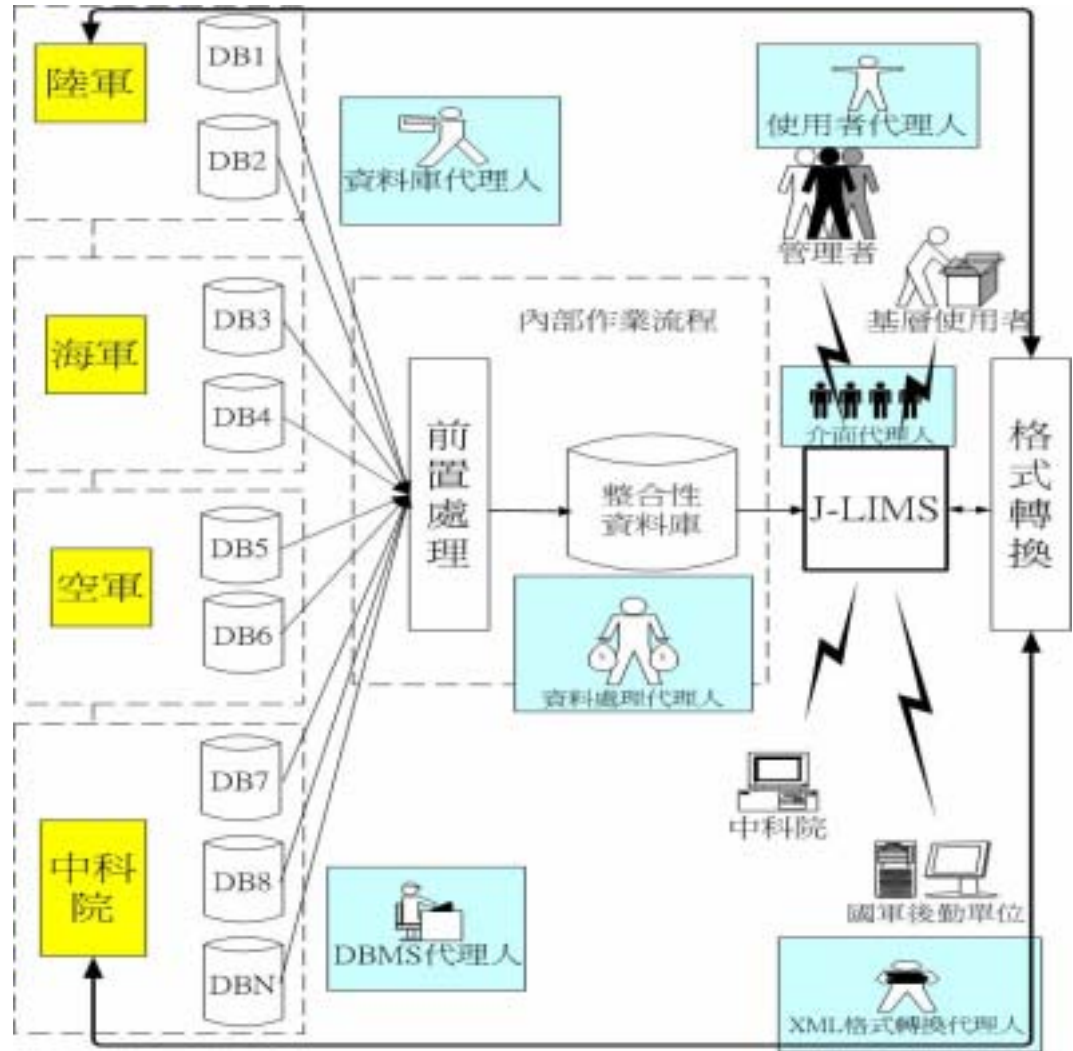 陸軍
DB1
DB2
資料庫代理人
使用者代理人
管理者
基層使用者
海軍
DB3
DB4
內部作業流程
前置處理
整合性
資料庫
介面代理人
J-LIMS
格式轉換
空軍
DB5
DB6
資料處理代理人
中科院
DB7
DB8
DBN
DBMS代理人
中科院
國軍後勤單位
XML格式轉換代理人